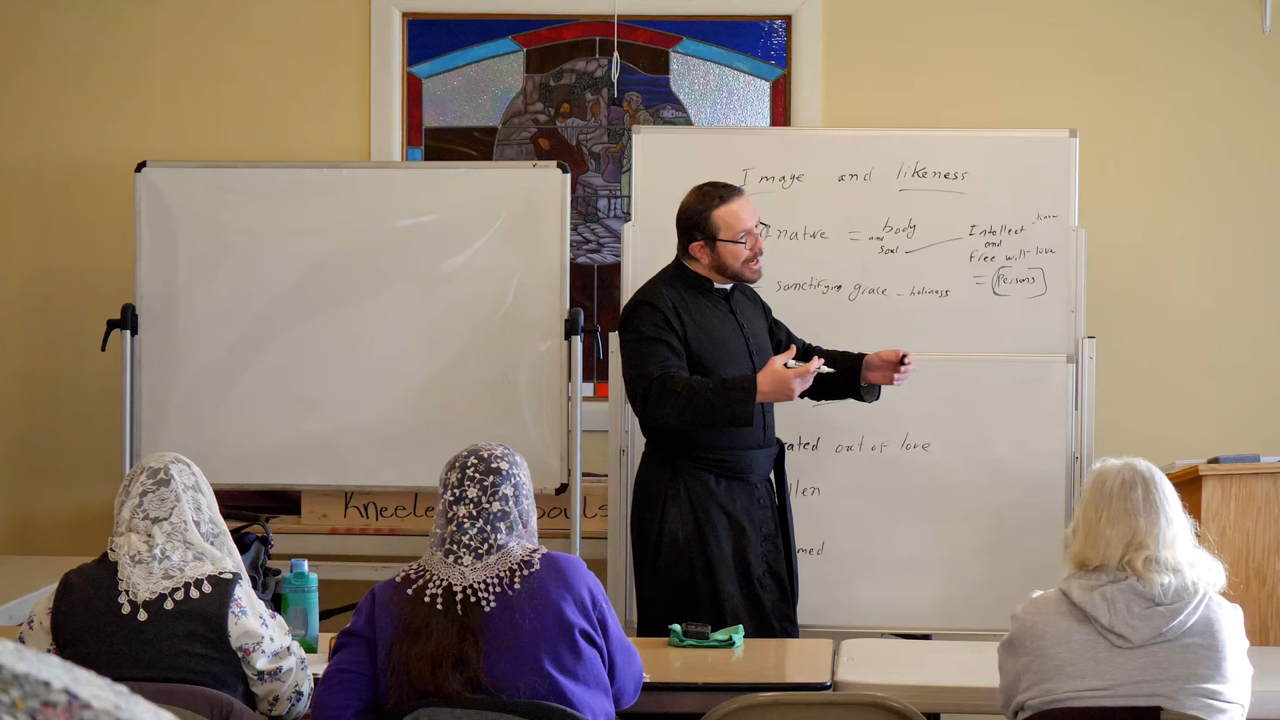 Image and likeness
nature = body and soul
Intellect - know
and
Free will - love
= Persons
sanctifying grace - holiness
ated out of love
llen
med
Kneele
ouls